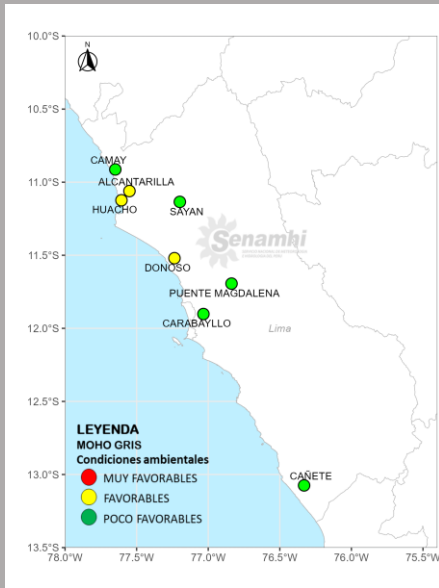 10.0°S
N
10.5°S
CAMAY
11.0°S
ALCANTARILLA
HUACHO
SAYAN
Senamhi
11.5°S
DONOSO
PUENTE MAGDALENA
12.0°S
CARABAYLLO
Lima
12.5°S
LEYENDA
MOHO GRIS
Condiciones ambientales
MUY FAVORABLES
FAVORABLES
POCO FAVORABLES
13.0°S
CAÑETE
13.5°S
78.0°W 77.5°W 77.0°W 76.5°W 76.0°W 75.5°W